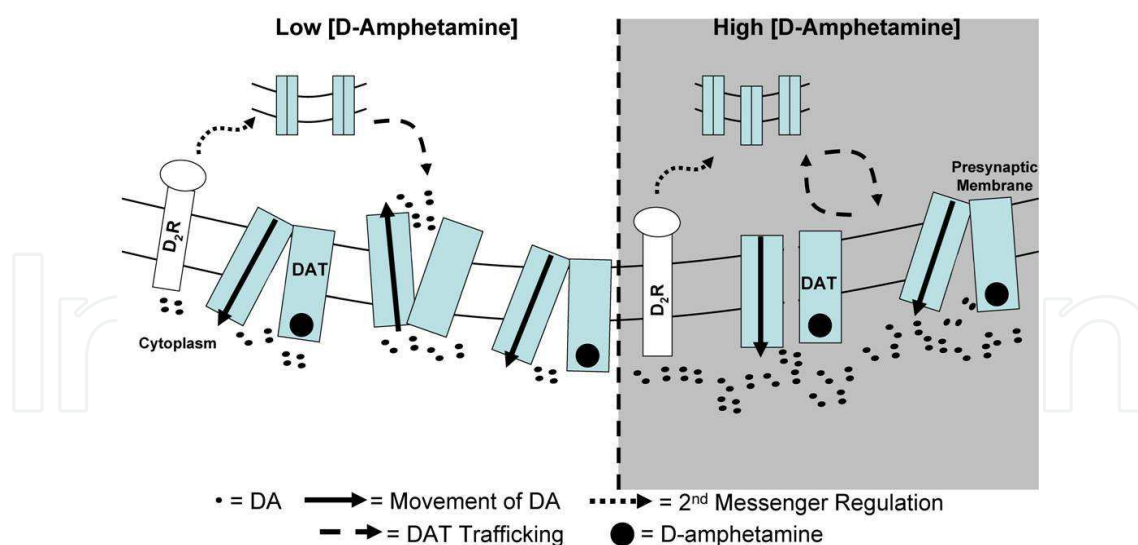 Low [D-Amphetamine]
High [D-Amphetamine]
Presynaptic
Membrane
D2R
DAT
D2R
DAT
Cytoplasm
= DA
= Movement of DA
= 2nd Messenger Regulation
= DAT Trafficking
= D-amphetamine